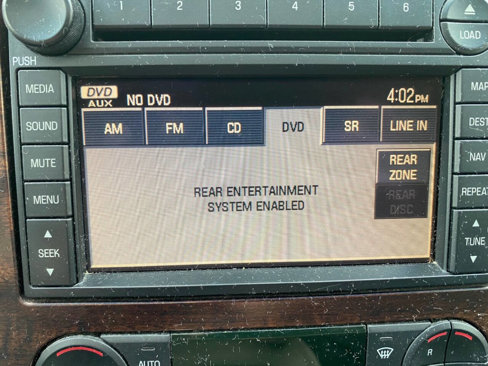 1 2 3 4 5 6
LOAD
PUSH
MEDIA
SOUND
MUTE
MENU
SEEK
DVD
AUX
NO DVD
4:02PM
AM FM CD DVD SR LINE IN
REAR
ZONE
REAR
DISC
REAR ENTERTAINMENT
SYSTEM ENABLED
MAP
DEST
NAV
REPEAT
TUNE
AUTO
R